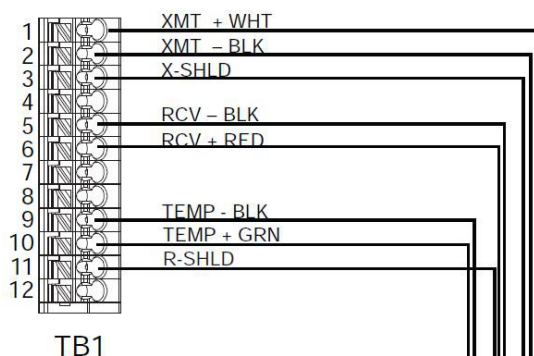 1 XMT + WHT
2 XMT – BLK
3 X-SHLD
4
5 RCV – BLK
6 RCV + RED
7
8
9 TEMP - BLK
10 TEMP + GRN
11 R-SHLD
12
TB1